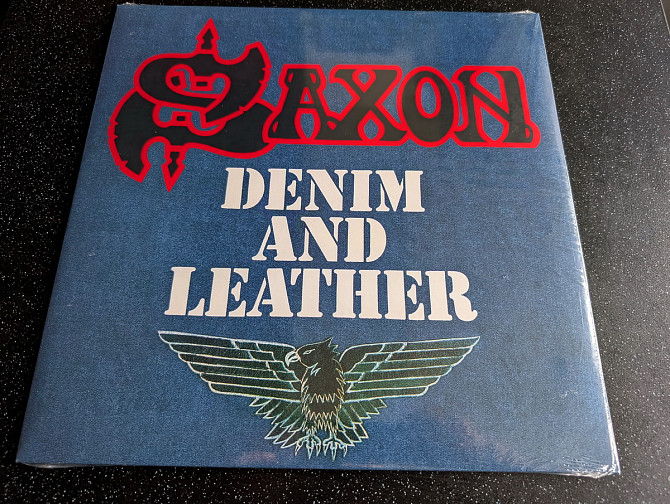 SAXON
DENIM
AND
LEATHER